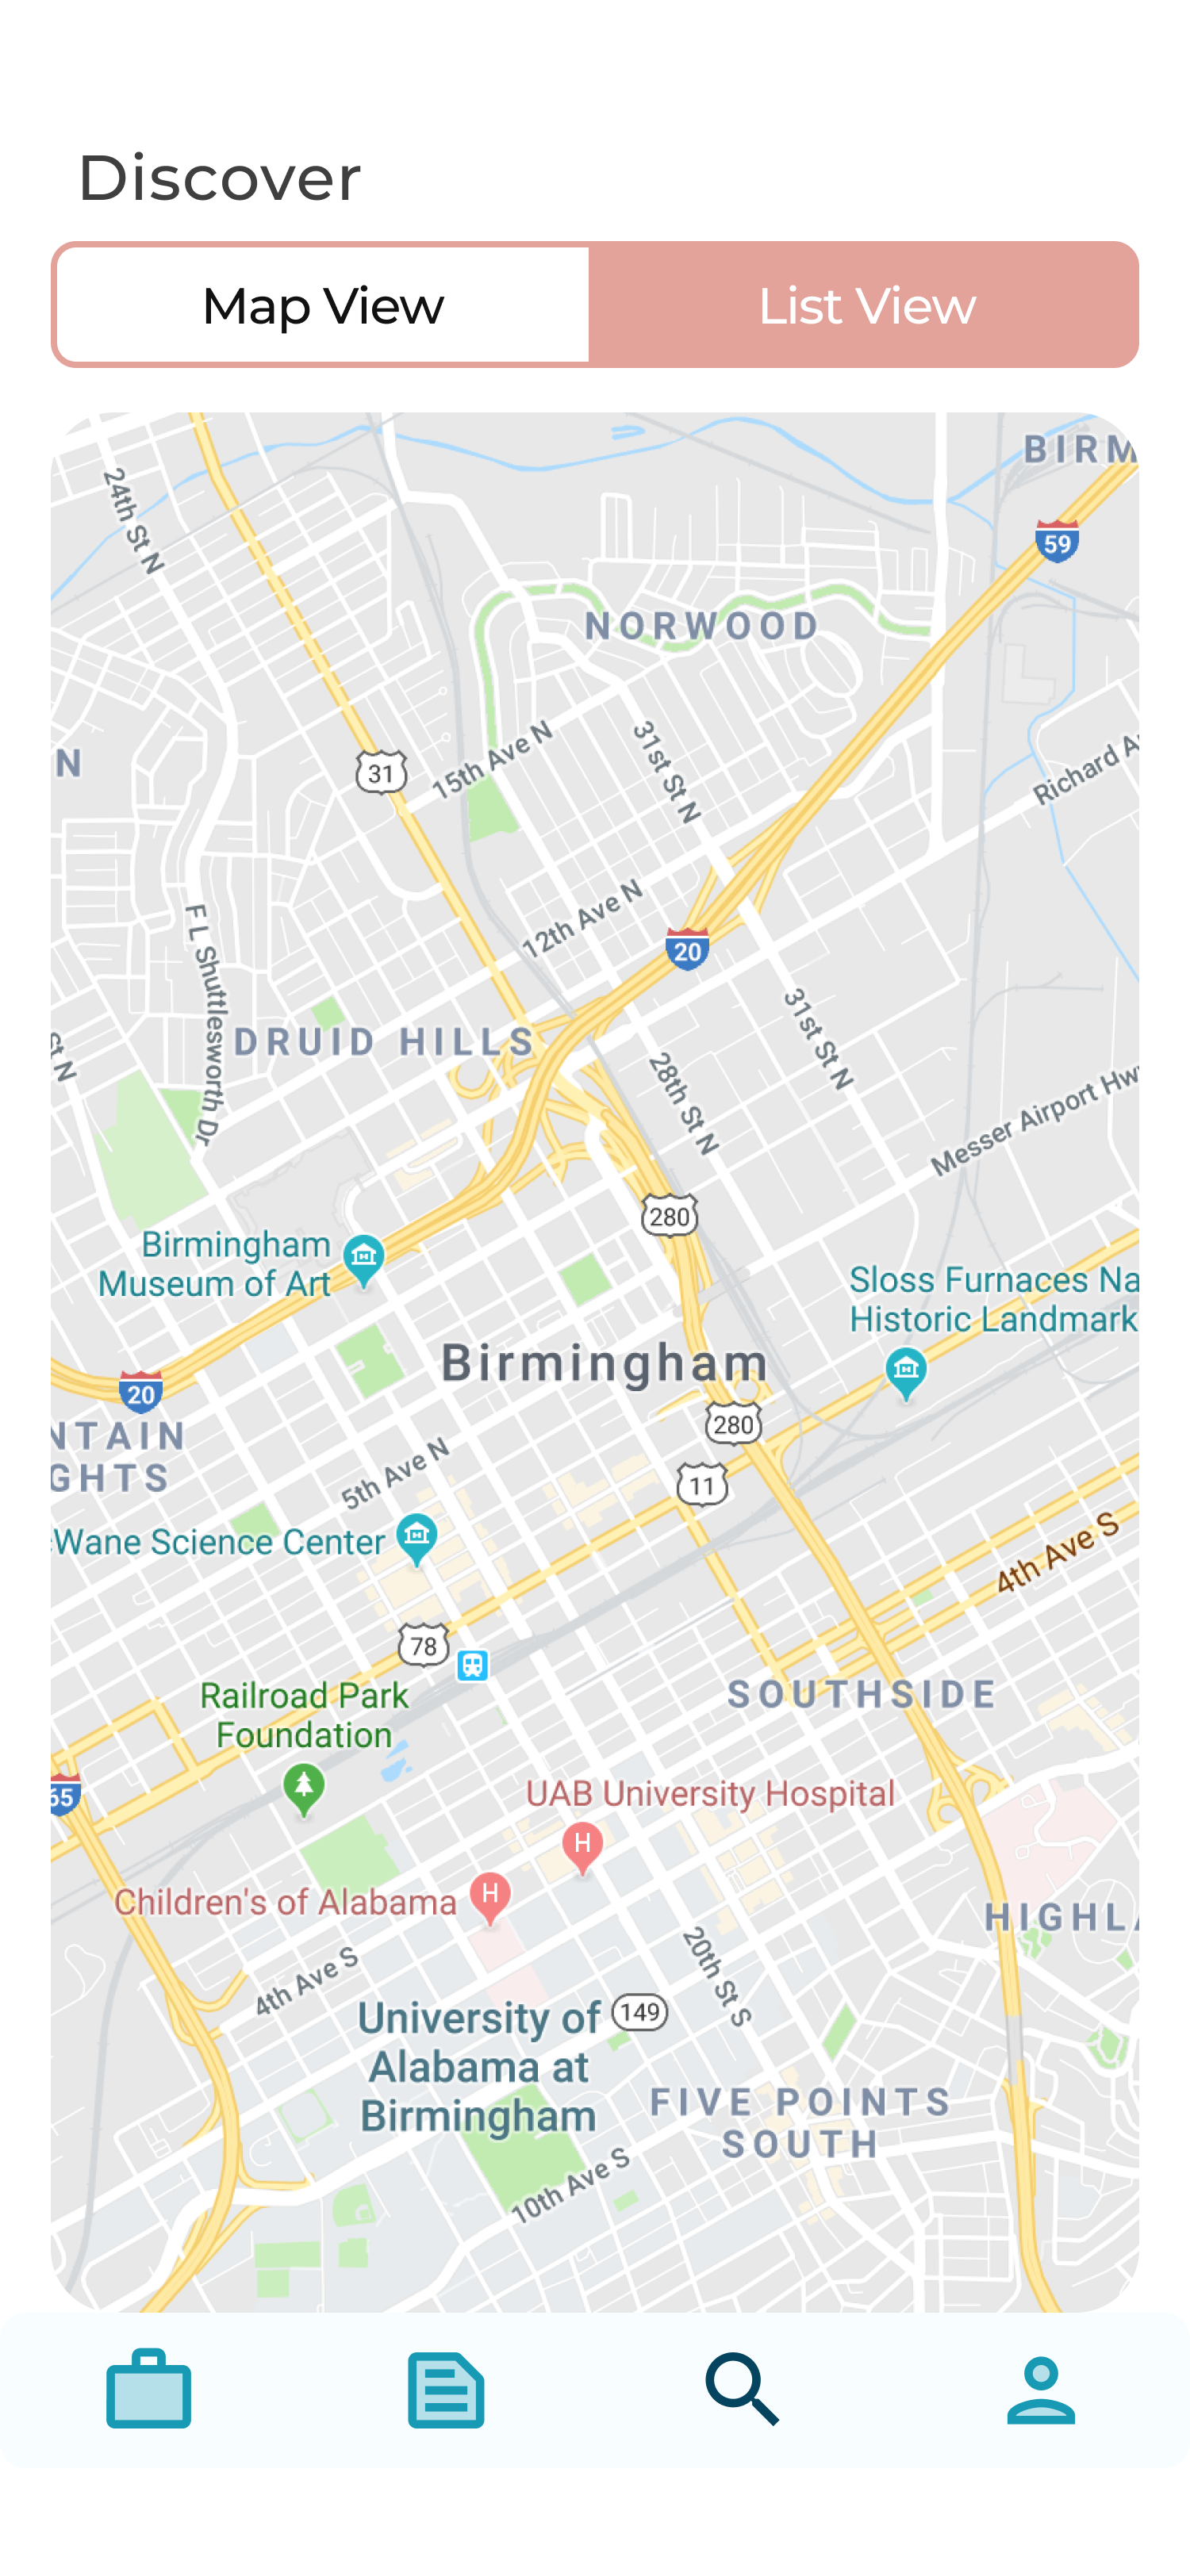 Discover
Map View
List View
BIRM
24th St N
59
NORWOOD
N
31
15th Ave N
31st St N
Richard A
12th Ave N
20
F L Shuttlesworth Dr
31st St N
DRUID HILLS
St N
28th St N
Messer Airport Hw
280
Birmingham
Museum of Art
Sloss Furnaces Na
Historic Landmark
Birmingham
20
280
NTAIN
GHTS
5th Ave N
11
Wane Science Center
4th Ave S
78
SOUTHSIDE
Railroad Park
Foundation
65
UAB University Hospital
H
Children's of Alabama
H
HIGHLA
4th Ave S
20th St S
University of
Alabama at
Birmingham
149
FIVE POINTS
SOUTH
10th Ave S